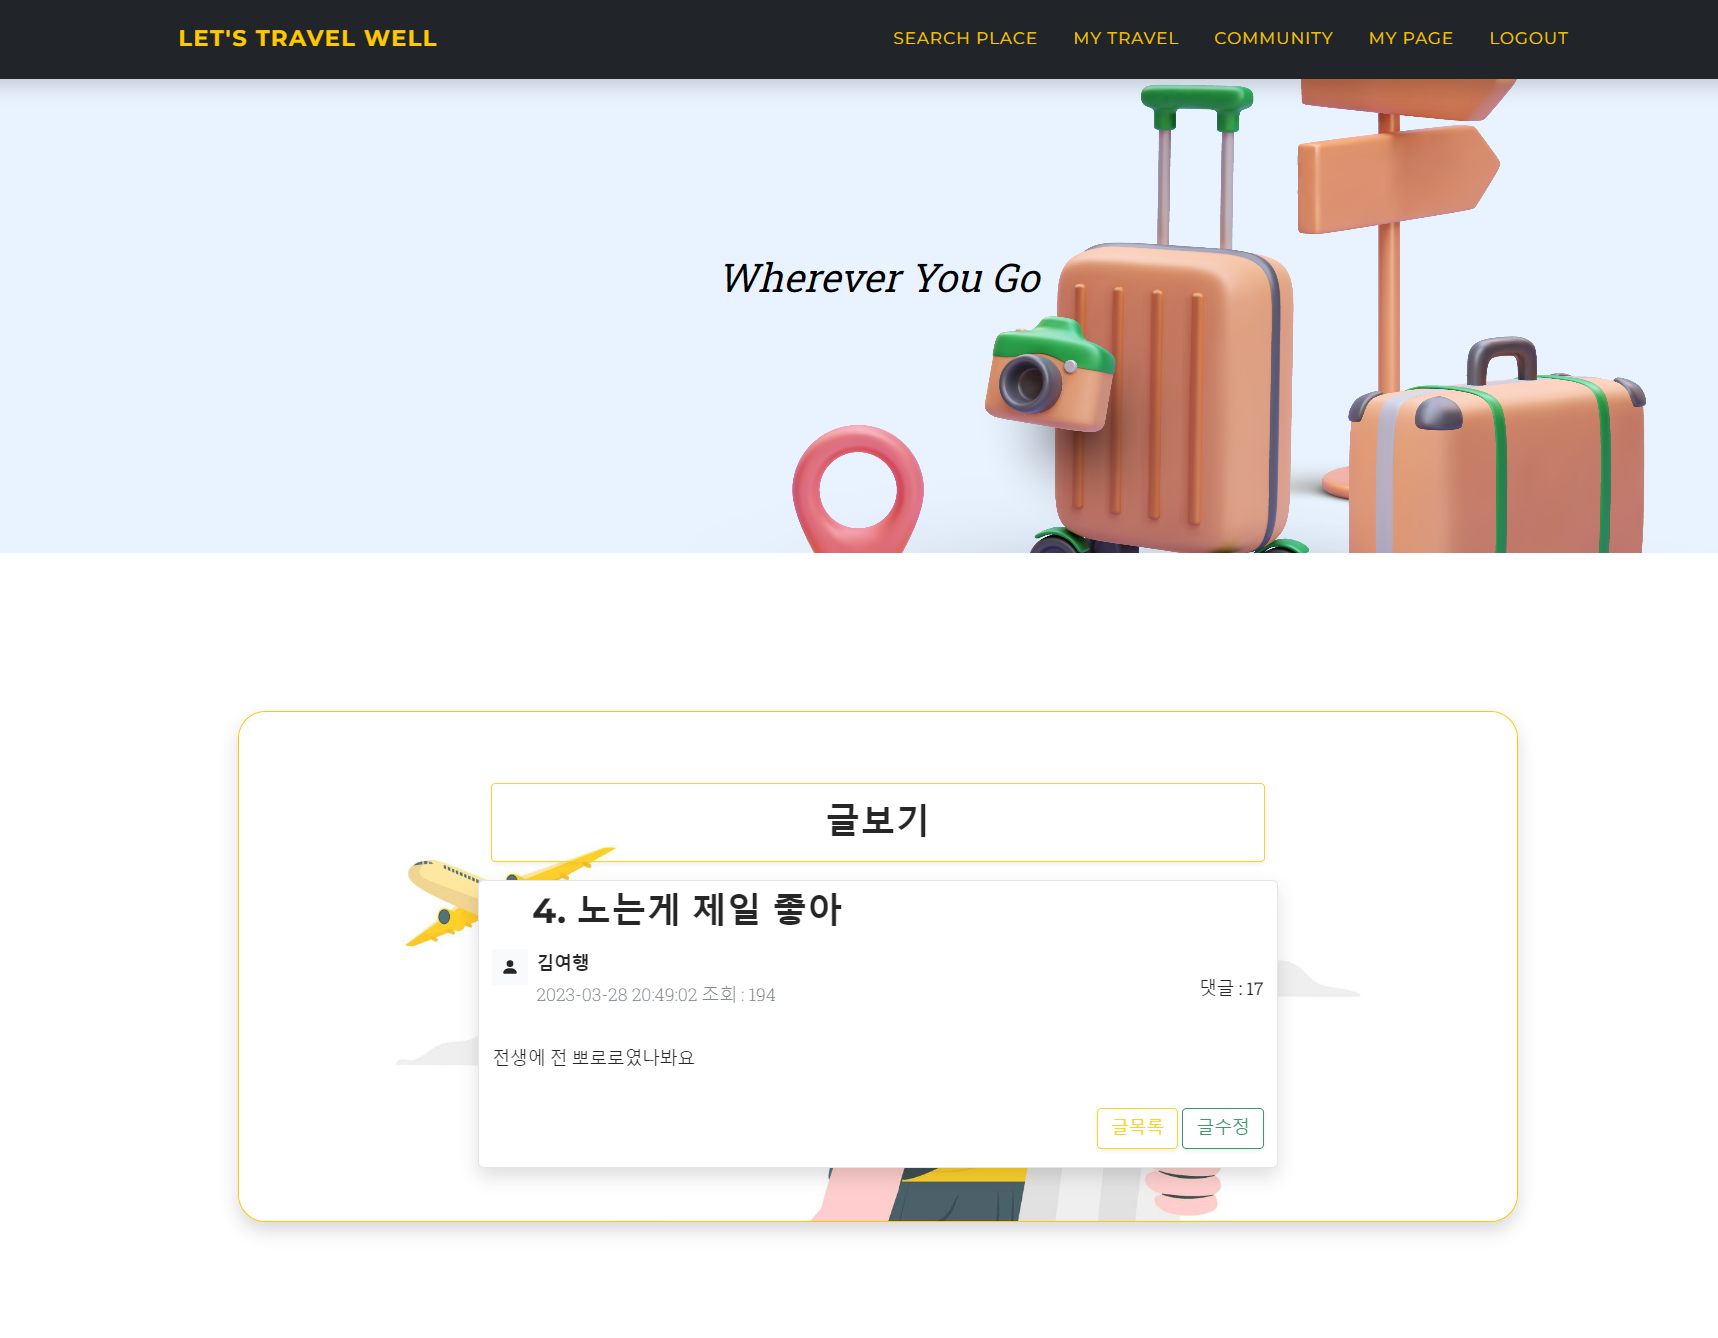 LET'S TRAVEL WELL
SEARCH PLACE MY TRAVEL COMMUNITY MY PAGE LOGOUT
Wherever You Go
글보기
4. 노는게 제일 좋아
김여행
2023-03-28 20:49:02 조회 : 194
댓글 : 17
전생에 전 뽀로로였나봐요
글목록 글수정